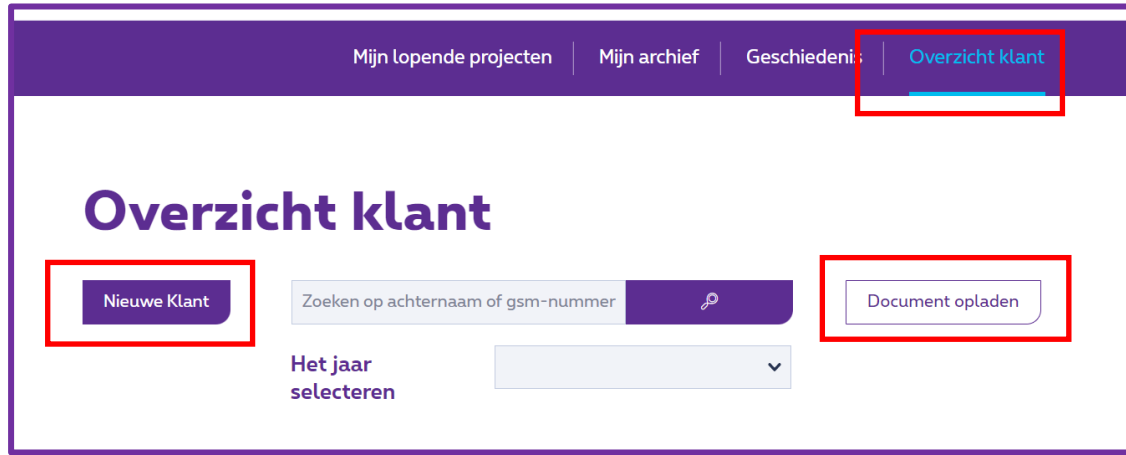 Mijn lopende projecten Mijn archief Geschiedenis Overzicht klant
Overzicht klant
Nieuwe Klant Zoeken op achternaam of gsm-nummer Document opladen
Het jaar
selecteren